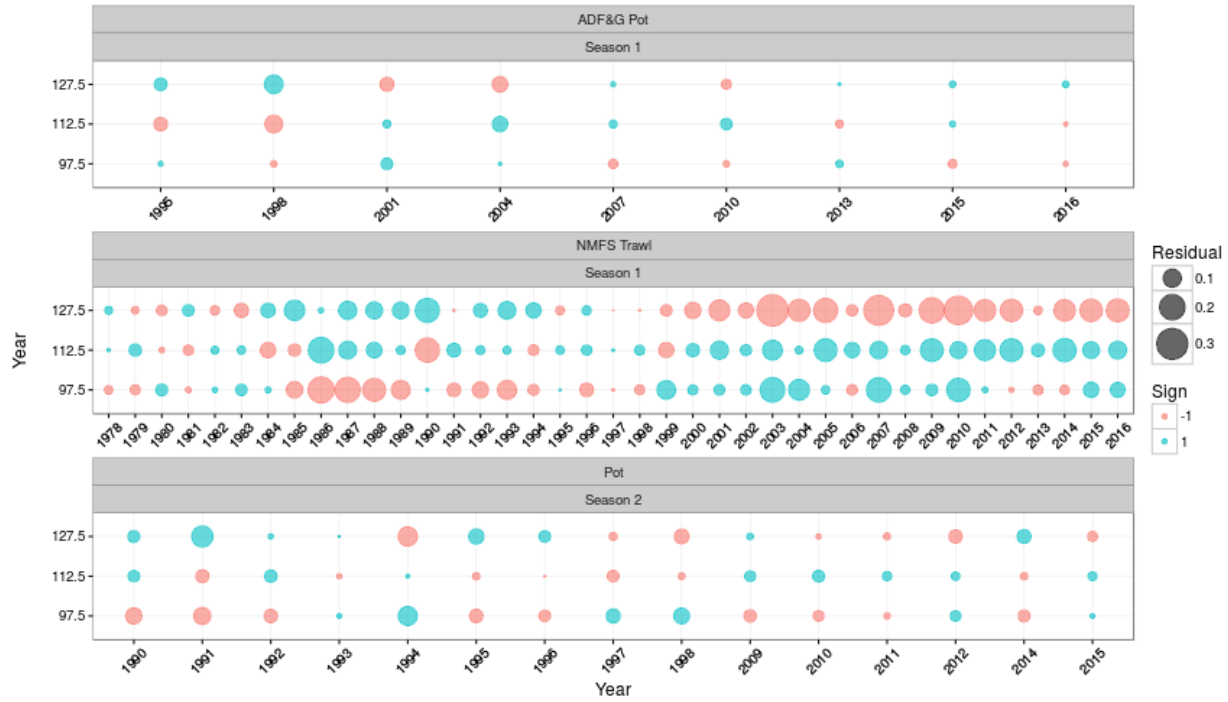 ADF&G Pot
Season 1
127.5
112.5
97.5
1995 1998 2001 2004 2007 2010 2013 2015 2016
NMFS Trawl
Season 1
127.5
112.5
97.5
1978 1979 1980 1981 1982 1983 1984 1985 1986 1987 1988 1989 1990 1991 1992 1993 1994 1995 1996 1997 1998 1999 2000 2001 2002 2003 2004 2005 2006 2007 2008 2009 2010 2011 2012 2013 2014 2015 2016
Pot
Season 2
127.5
112.5
97.5
1990 1991 1992 1993 1994 1995 1996 1997 1998 2009 2010 2011 2012 2014 2015
Year
Year
Residual
0.1
0.2
0.3
Sign
-1
1